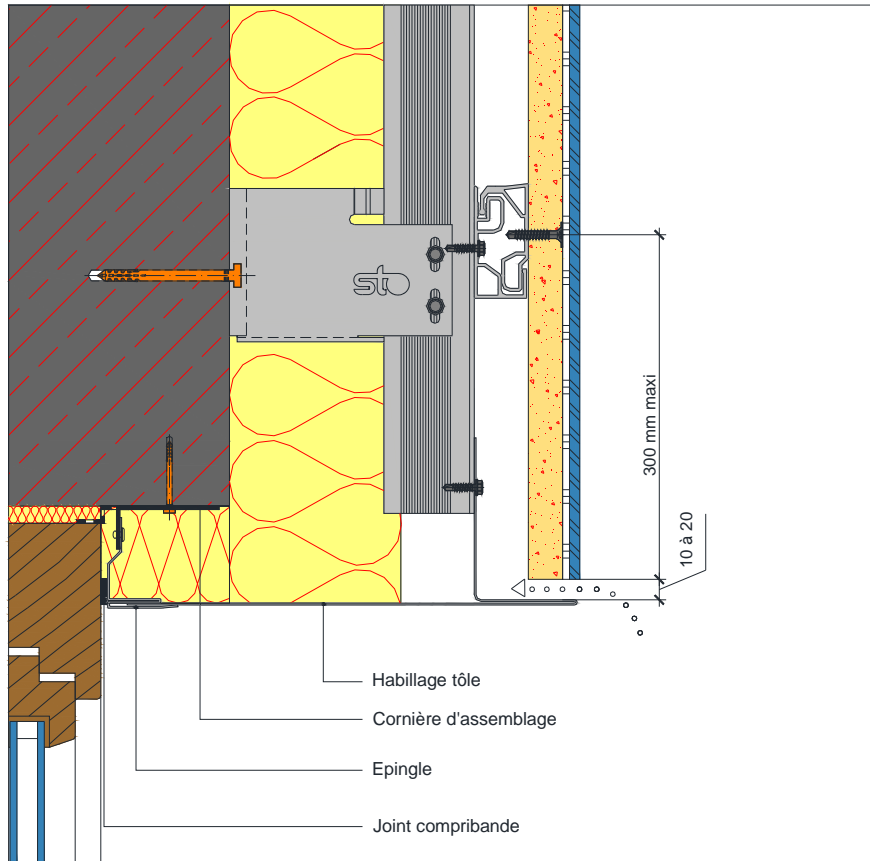 sto
300 mm maxi
10 à 20
Habillage tôle
Cornière d'assemblage
Epingle
Joint compribande